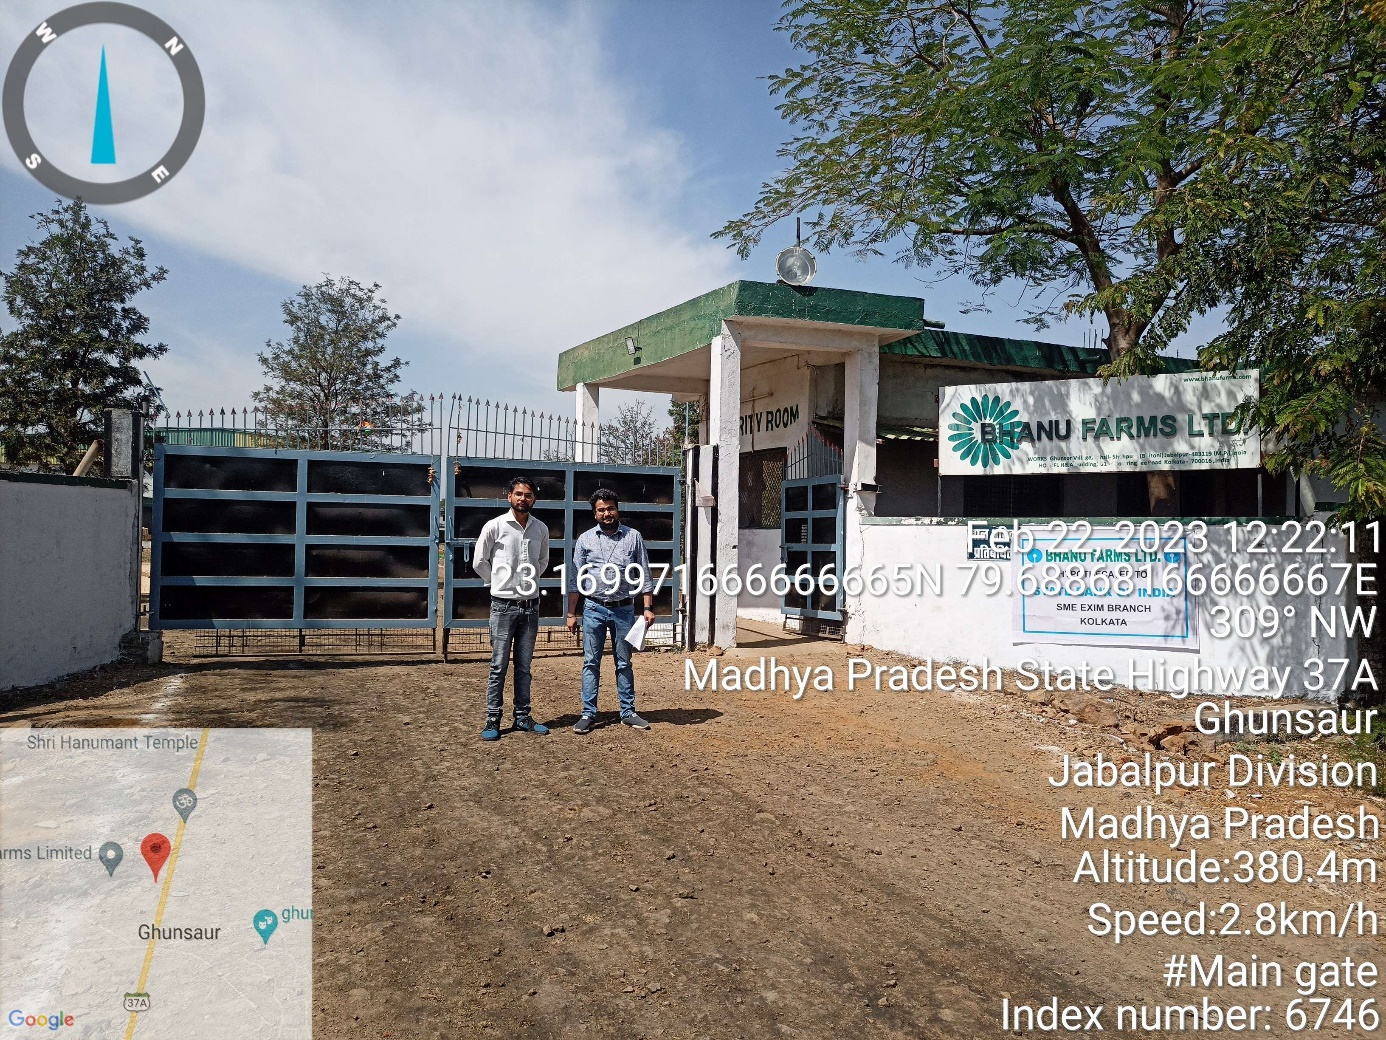 N
W
S
E
www.bhanufarms.com
BHANU FARMS LTD.
RITY ROOM
Feb 22, 2023 12:22:11
BHANU FARMS LTD.
23.169971666666665N
SME EXIM BRANCH
KOLKATA
309° NW
Madhya Pradesh State Highway 37A
Ghunsaur
Jabalpur Division
Madhya Pradesh
Altitude:380.4m
Speed:2.8km/h
#Main gate
Index number: 6746
Shri Hanumant Temple
arms Limited
Ghunsaur
37A
Google